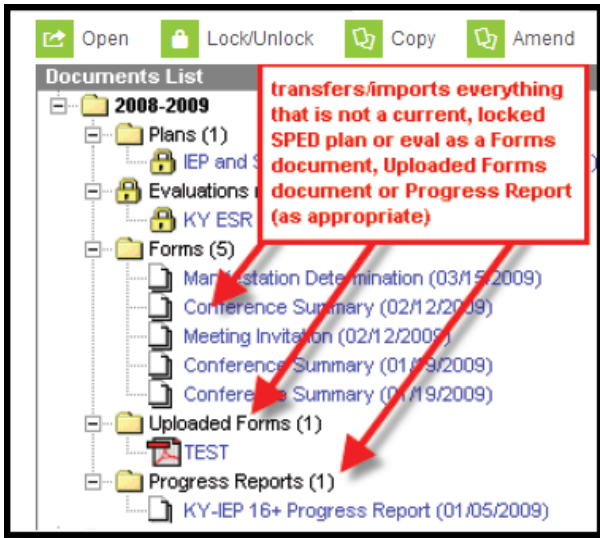 Open Lock/Unlock Copy Amend
Documents List
2008-2009
transfers/imports everything
that is not a current, locked
SPED plan or eval as a Forms
document, Uploaded Forms
document or Progress Report
(as appropriate)
Plans (1)
IEP and S
Evaluations
KY ESR
Forms (5)
Manifestation Determination (03/15/2009)
Conference Summary (02/12/2009)
Meeting Invitation (02/12/2009)
Conference Summary (01/19/2009)
Conference Summary (01/19/2009)
Uploaded Forms (1)
TEST
Progress Reports (1)
KY-IEP 16+ Progress Report (01/05/2009)